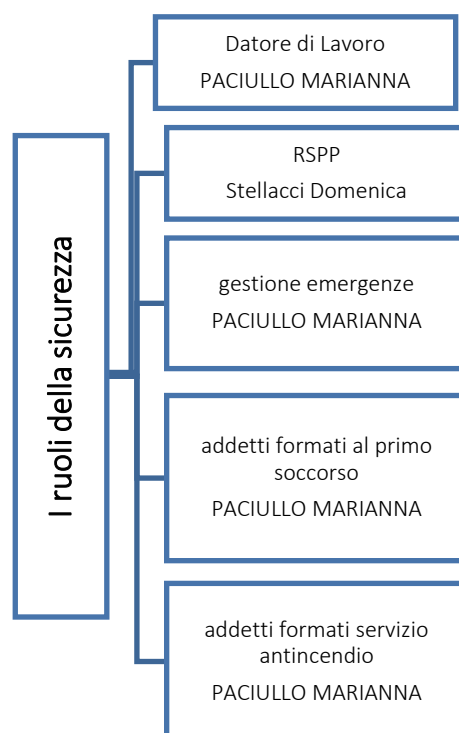 I ruoli della sicurezza
Datore di Lavoro
PACIULLO MARIANNA
RSPP
Stellacci Domenica
gestione emergenze
PACIULLO MARIANNA
addetti formati al primo
soccorso
PACIULLO MARIANNA
addetti formati servizio
antincendio
PACIULLO MARIANNA